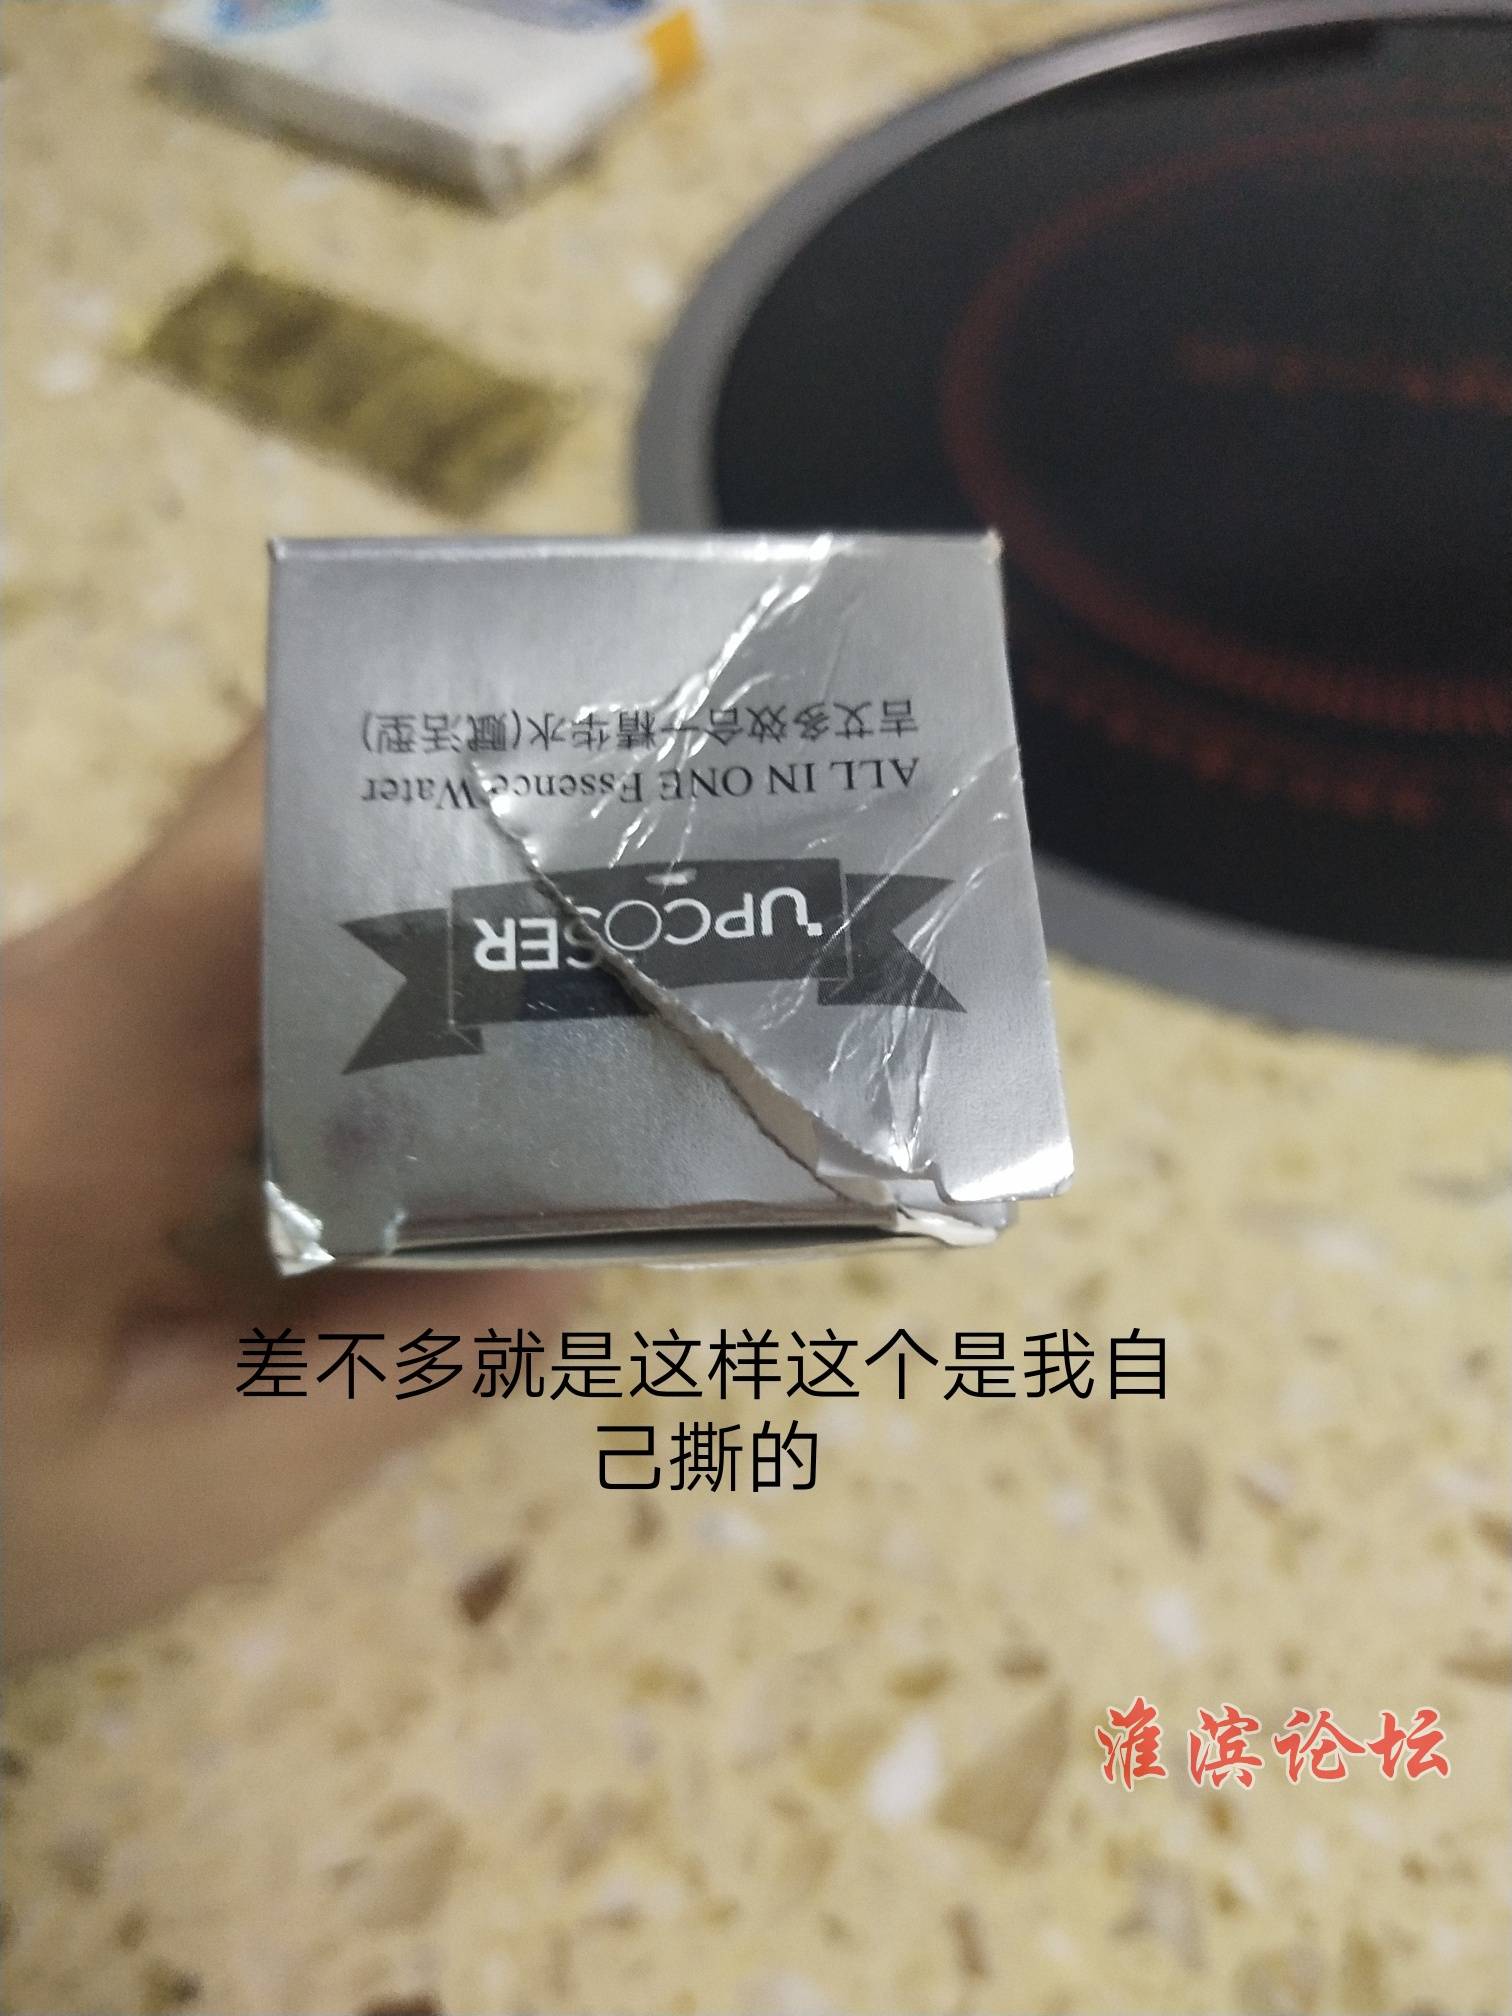 UPCOSER
ALL IN ONE Essence Water
吉艾多效合一精华水(赋活型)
差不多就是这样这个是我自
己撕的
淮滨论坛